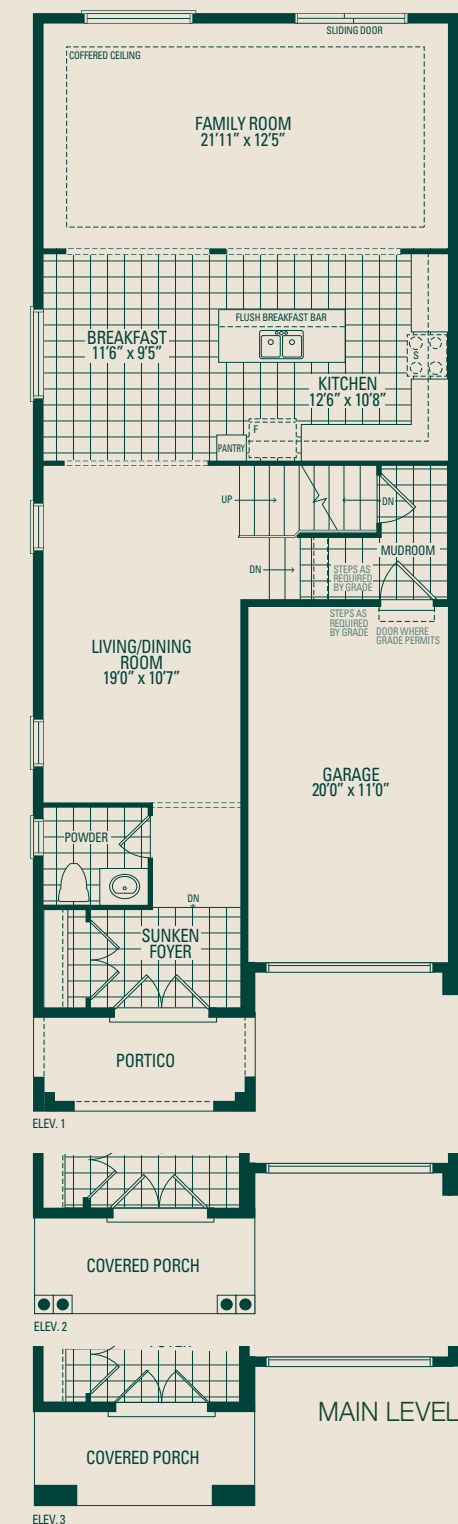 SLIDING DOOR
COFFERED CEILING
FAMILY ROOM
21'11" x 12'5"
FLUSH BREAKFAST BAR
BREAKFAST
11'6" x 9'5"
S
KITCHEN
12'6" x 10'8"
F
PANTRY
UP
DN
MUDROOM
DN
STEPS AS
REQUIRED
BY GRADE
STEPS AS
REQUIRED
BY GRADE
DOOR WHERE
GRADE PERMITS
LIVING/DINING
ROOM
19'0" x 10'7"
GARAGE
20'0" x 11'0"
POWDER
DN
SUNKEN
FOYER
PORTICO
ELEV. 1
COVERED PORCH
ELEV. 2
MAIN LEVEL
COVERED PORCH
ELEV. 3